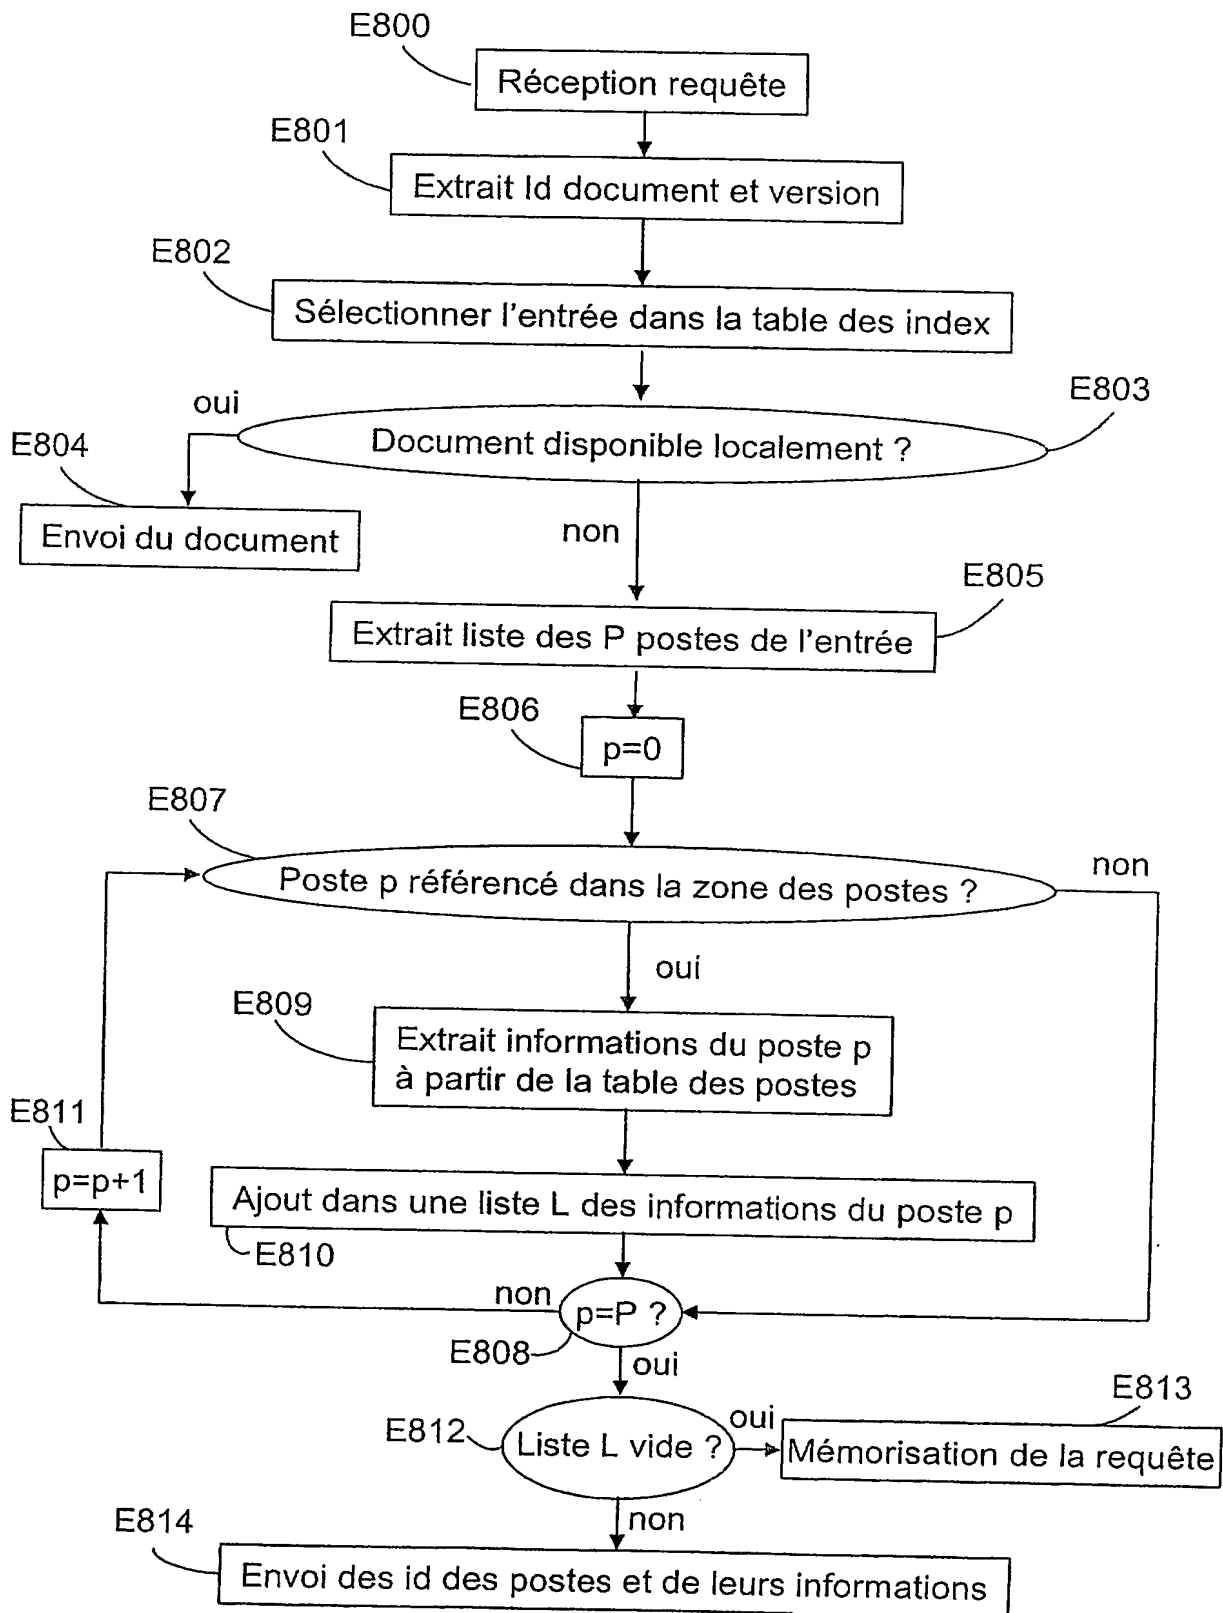 E800
Réception requête
E801
Extrait Id document et version
E802
Sélectionner l'entrée dans la table des index
E803
oui
Document disponible localement ?
E804
Envoi du document
non
E805
Extrait liste des P postes de l'entrée
E806
p=0
E807
Poste p référencé dans la zone des postes ?
non
oui
E809
Extrait informations du poste p
à partir de la table des postes
E811
p=p+1
Ajout dans une liste L des informations du poste p
E810
non
p=P ?
E808
oui
E812
Liste L vide ?
oui
E813
Mémorisation de la requête
non
E814
Envoi des id des postes et de leurs informations